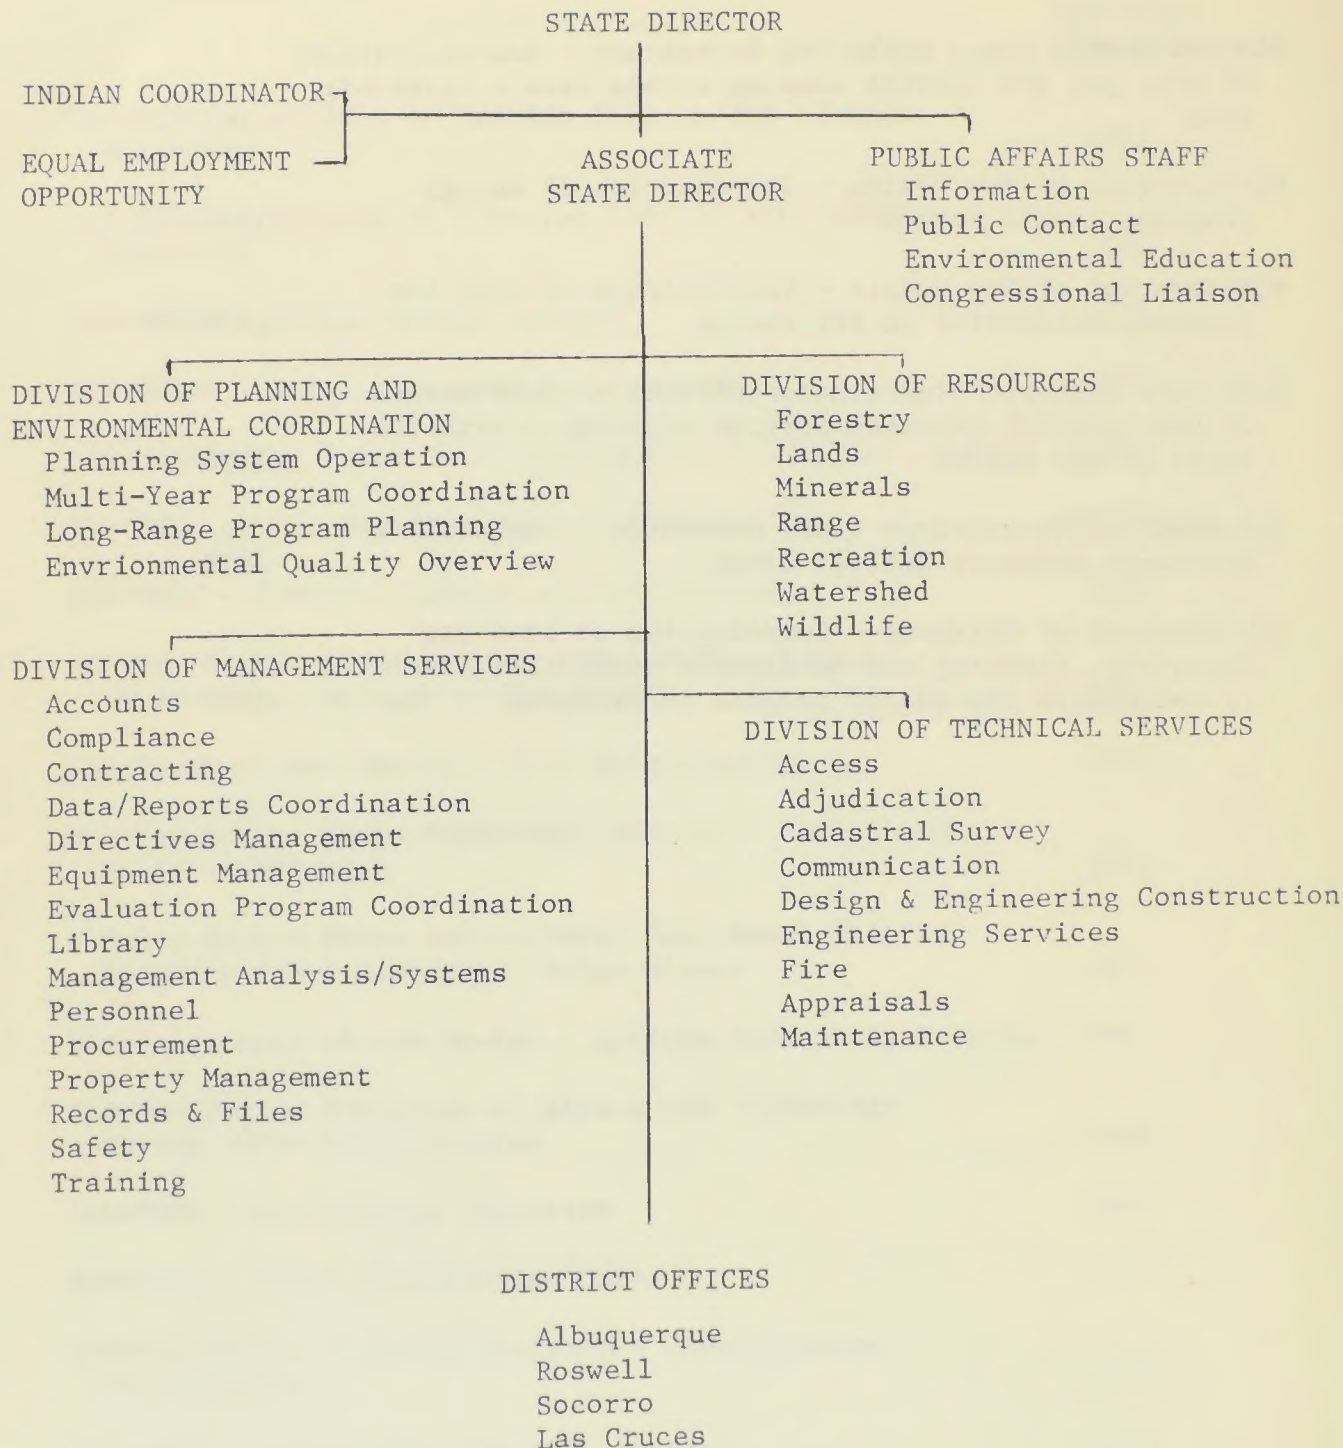 STATE DIRECTOR
INDIAN COORDINATOR
EQUAL EMPLOYMENT
OPPORTUNITY
ASSOCIATE
STATE DIRECTOR
PUBLIC AFFAIRS STAFF
Information
Public Contact
Environmental Education
Congressional Liaison
DIVISION OF PLANNING AND
ENVIRONMENTAL COORDINATION
Planning System Operation
Multi-Year Program Coordination
Long-Range Program Planning
Envrionmental Quality Overview
DIVISION OF RESOURCES
Forestry
Lands
Minerals
Range
Recreation
Watershed
Wildlife
DIVISION OF MANAGEMENT SERVICES
Accounts
Compliance
Contracting
Data/Reports Coordination
Directives Management
Equipment Management
Evaluation Program Coordination
Library
Management Analysis/Systems
Personnel
Procurement
Property Management
Records & Files
Safety
Training
DIVISION OF TECHNICAL SERVICES
Access
Adjudication
Cadastral Survey
Communication
Design & Engineering Construction
Engineering Services
Fire
Appraisals
Maintenance
DISTRICT OFFICES
Albuquerque
Roswell
Socorro
Las Cruces